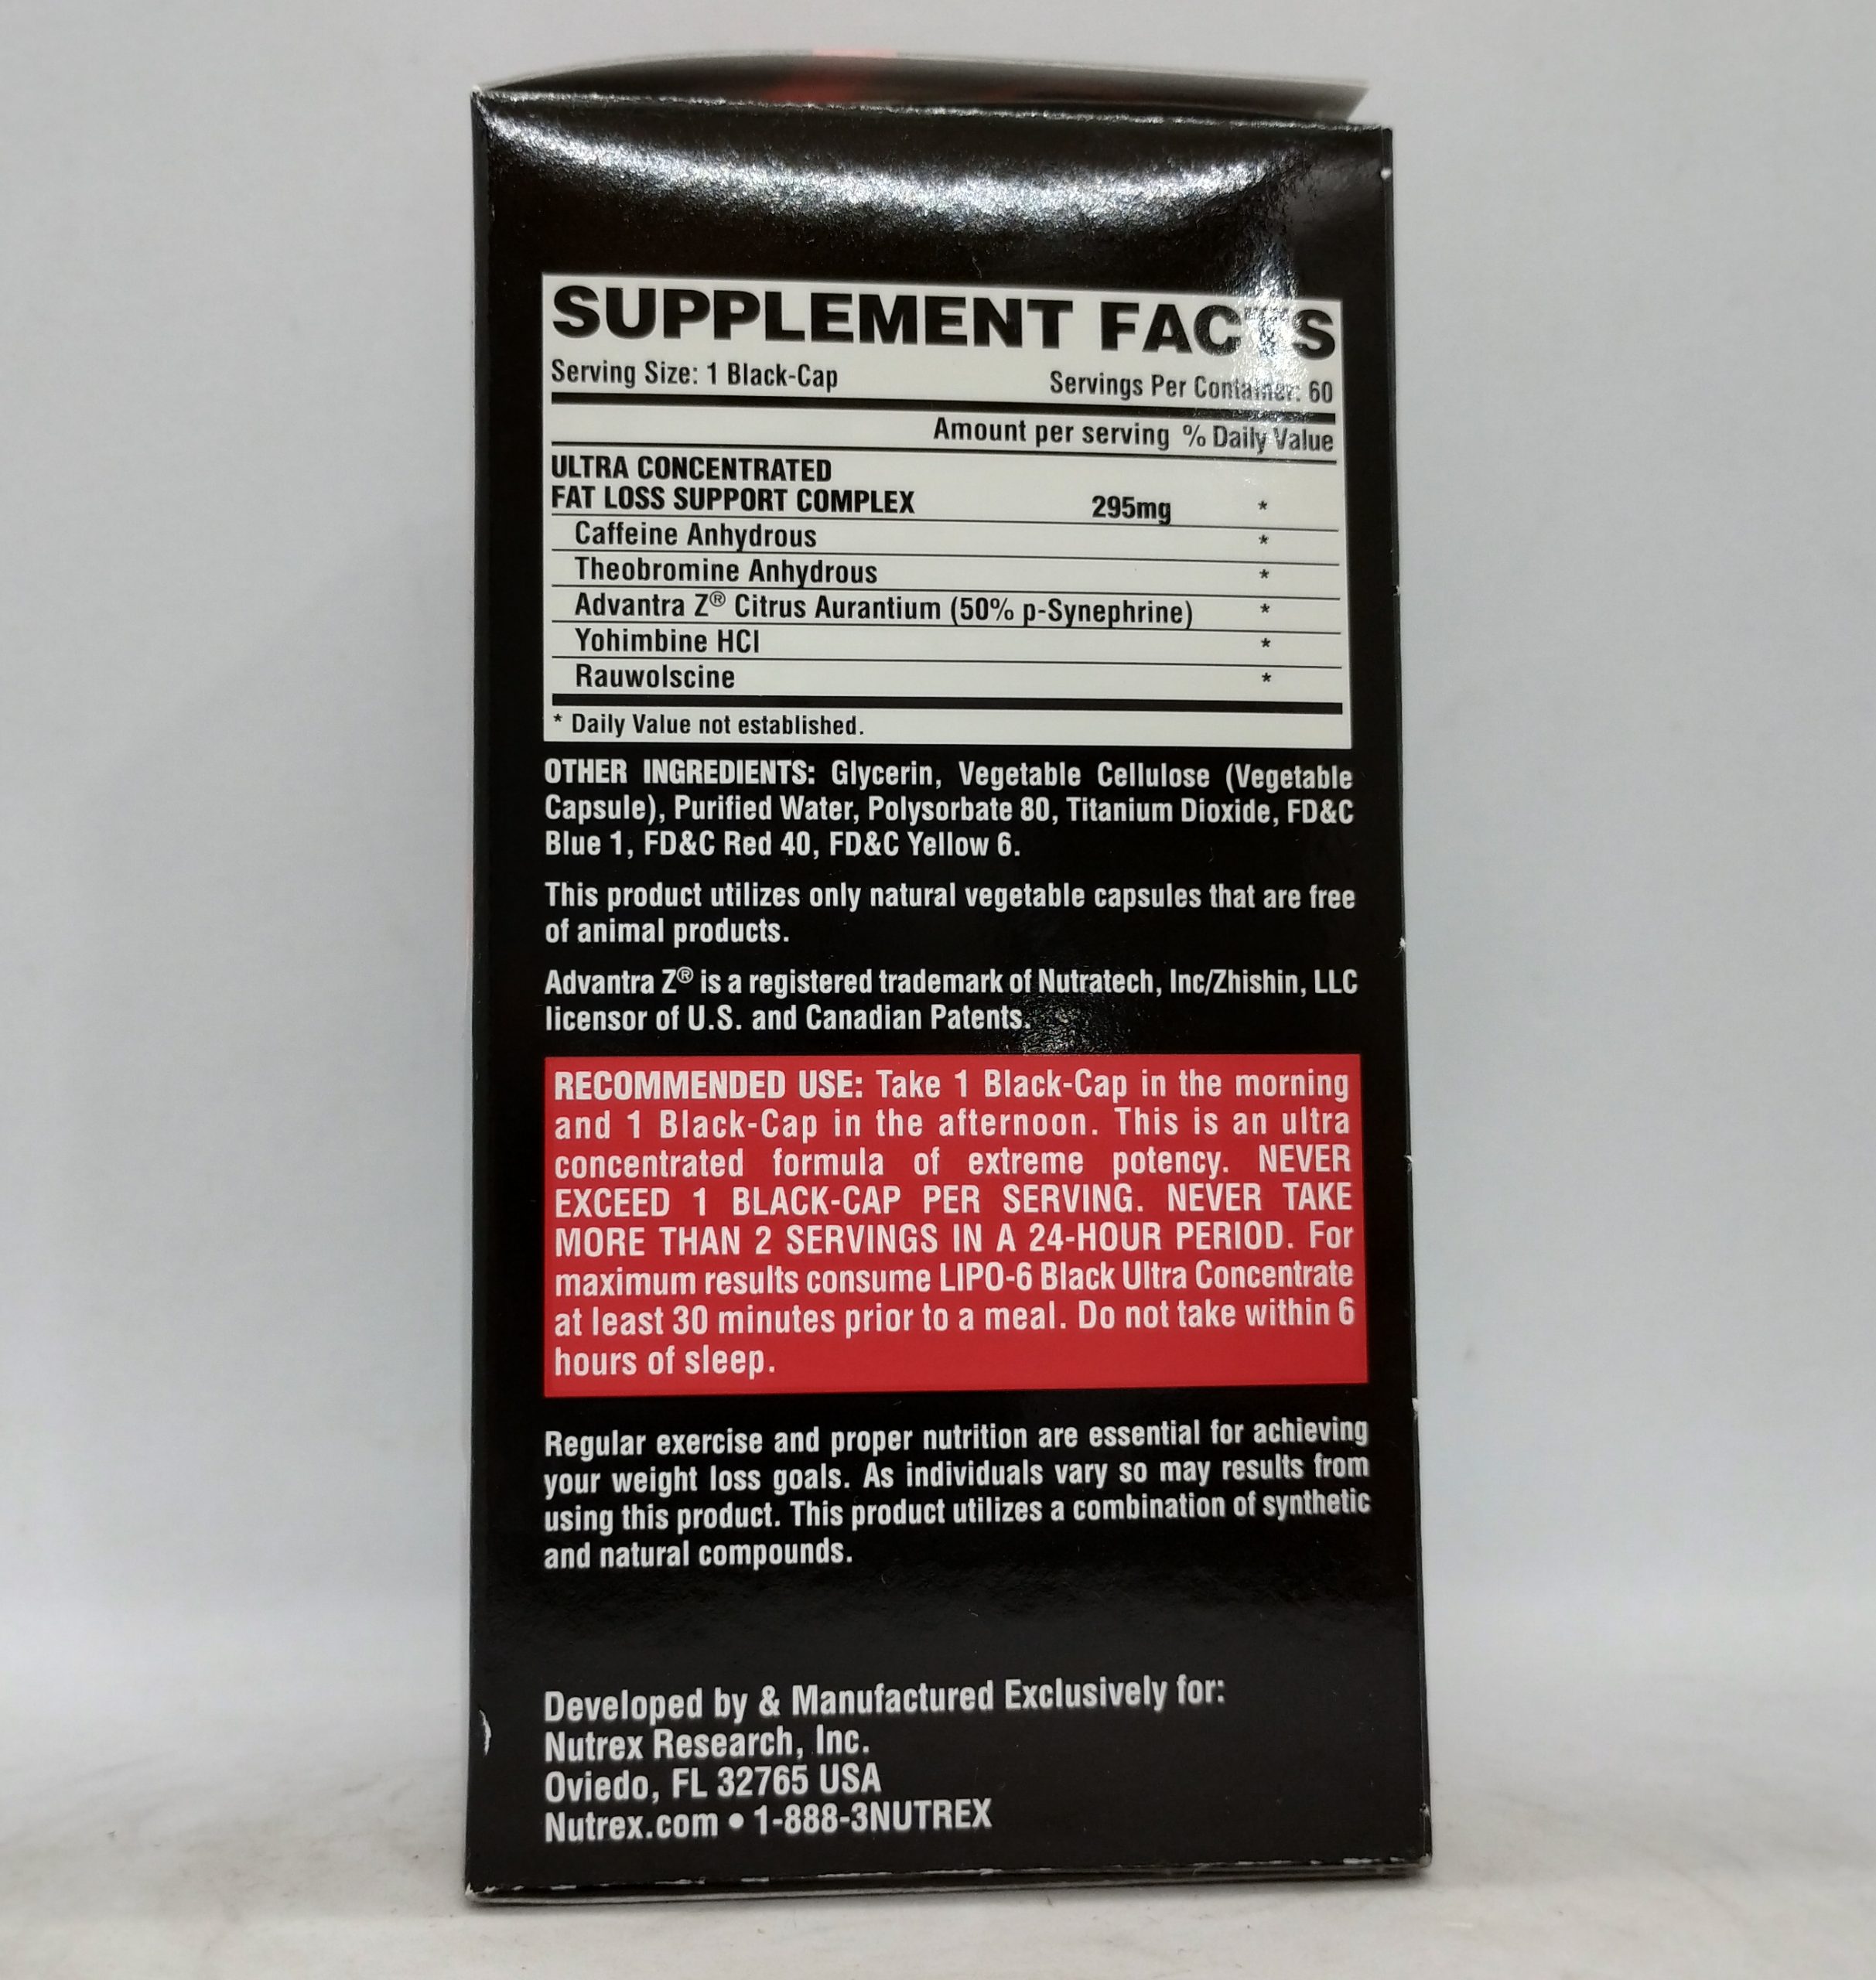 SUPPLEMENT FACTS
Serving Size: 1 Black-Cap Servings Per Container: 60
Amount per serving % Daily Value
ULTRA CONCENTRATED
FAT LOSS SUPPORT COMPLEX 295mg *
Caffeine Anhydrous *
Theobromine Anhydrous *
Advantra Z® Citrus Aurantium (50% p-Synephrine) *
Yohimbine HCl *
Rauwolscine *
* Daily Value not established.
OTHER INGREDIENTS: Glycerin, Vegetable Cellulose (Vegetable
Capsule), Purified Water, Polysorbate 80, Titanium Dioxide, FD&C
Blue 1, FD&C Red 40, FD&C Yellow 6.
This product utilizes only natural vegetable capsules that are free
of animal products.
Advantra Z® is a registered trademark of Nutratech, Inc/Zhishin, LLC
licensor of U.S. and Canadian Patents.
RECOMMENDED USE: Take 1 Black-Cap in the morning
and 1 Black-Cap in the afternoon. This is an ultra
concentrated formula of extreme potency. NEVER
EXCEED 1 BLACK-CAP PER SERVING. NEVER TAKE
MORE THAN 2 SERVINGS IN A 24-HOUR PERIOD. For
maximum results consume LIPO-6 Black Ultra Concentrate
at least 30 minutes prior to a meal. Do not take within 6
hours of sleep.
Regular exercise and proper nutrition are essential for achieving
your weight loss goals. As individuals vary so may results from
using this product. This product utilizes a combination of synthetic
and natural compounds.
Developed by & Manufactured Exclusively for:
Nutrex Research, Inc.
Oviedo, FL 32765 USA
Nutrex.com • 1-888-3NUTREX